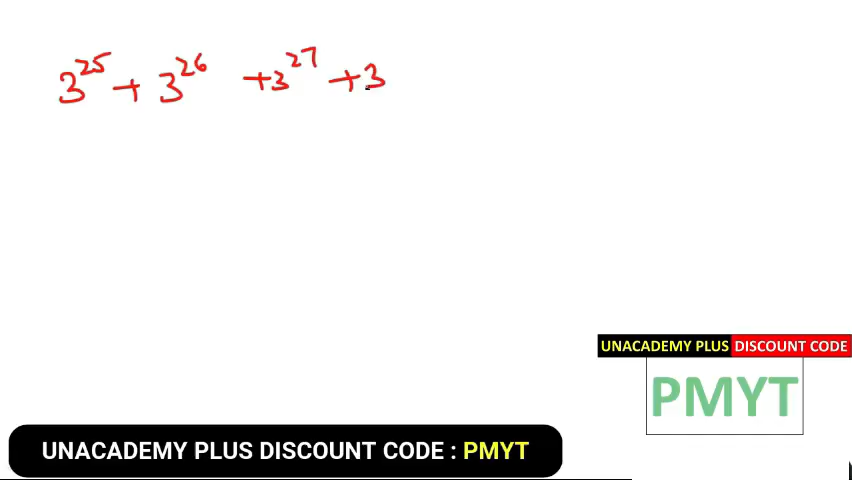 3^25 + 3^26 + 3^27 + 3
UNACADEMY PLUS DISCOUNT CODE
PMYT
UNACADEMY PLUS DISCOUNT CODE : PMYT